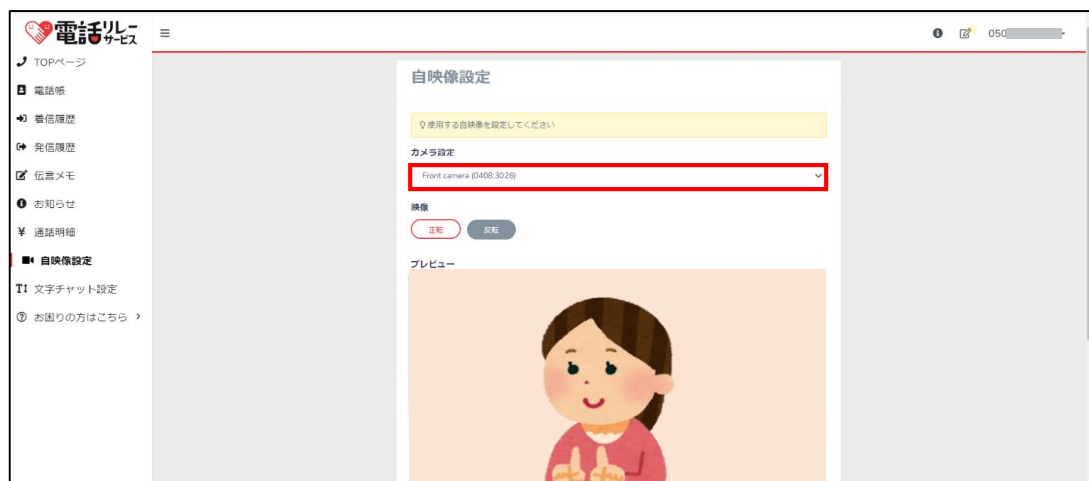 電話リレーサービス
050
TOPページ
電話帳
着信履歴
発信履歴
伝言メモ
お知らせ
¥ 通話明細
自映像設定
文字チャット設定
お困りの方はこちら
自映像設定
使用する自映像を設定してください
カメラ設定
Front camera (0408:3026)
映像
正転 反転
プレビュー